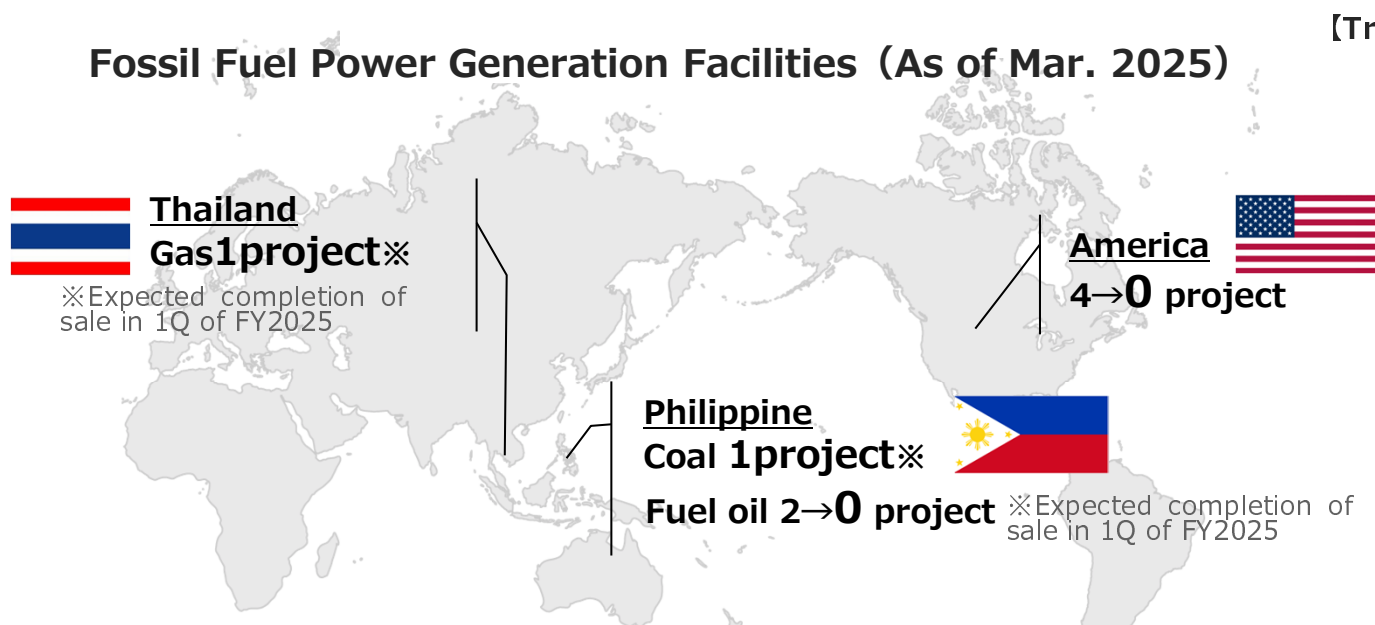 【Tr
Fossil Fuel Power Generation Facilities（As of Mar. 2025）
Thailand
Gas1project※
※Expected completion of
sale in 1Q of FY2025
America
4→0 project
Philippine
Coal 1project※
Fuel oil 2→0 project
※Expected completion of
sale in 1Q of FY2025